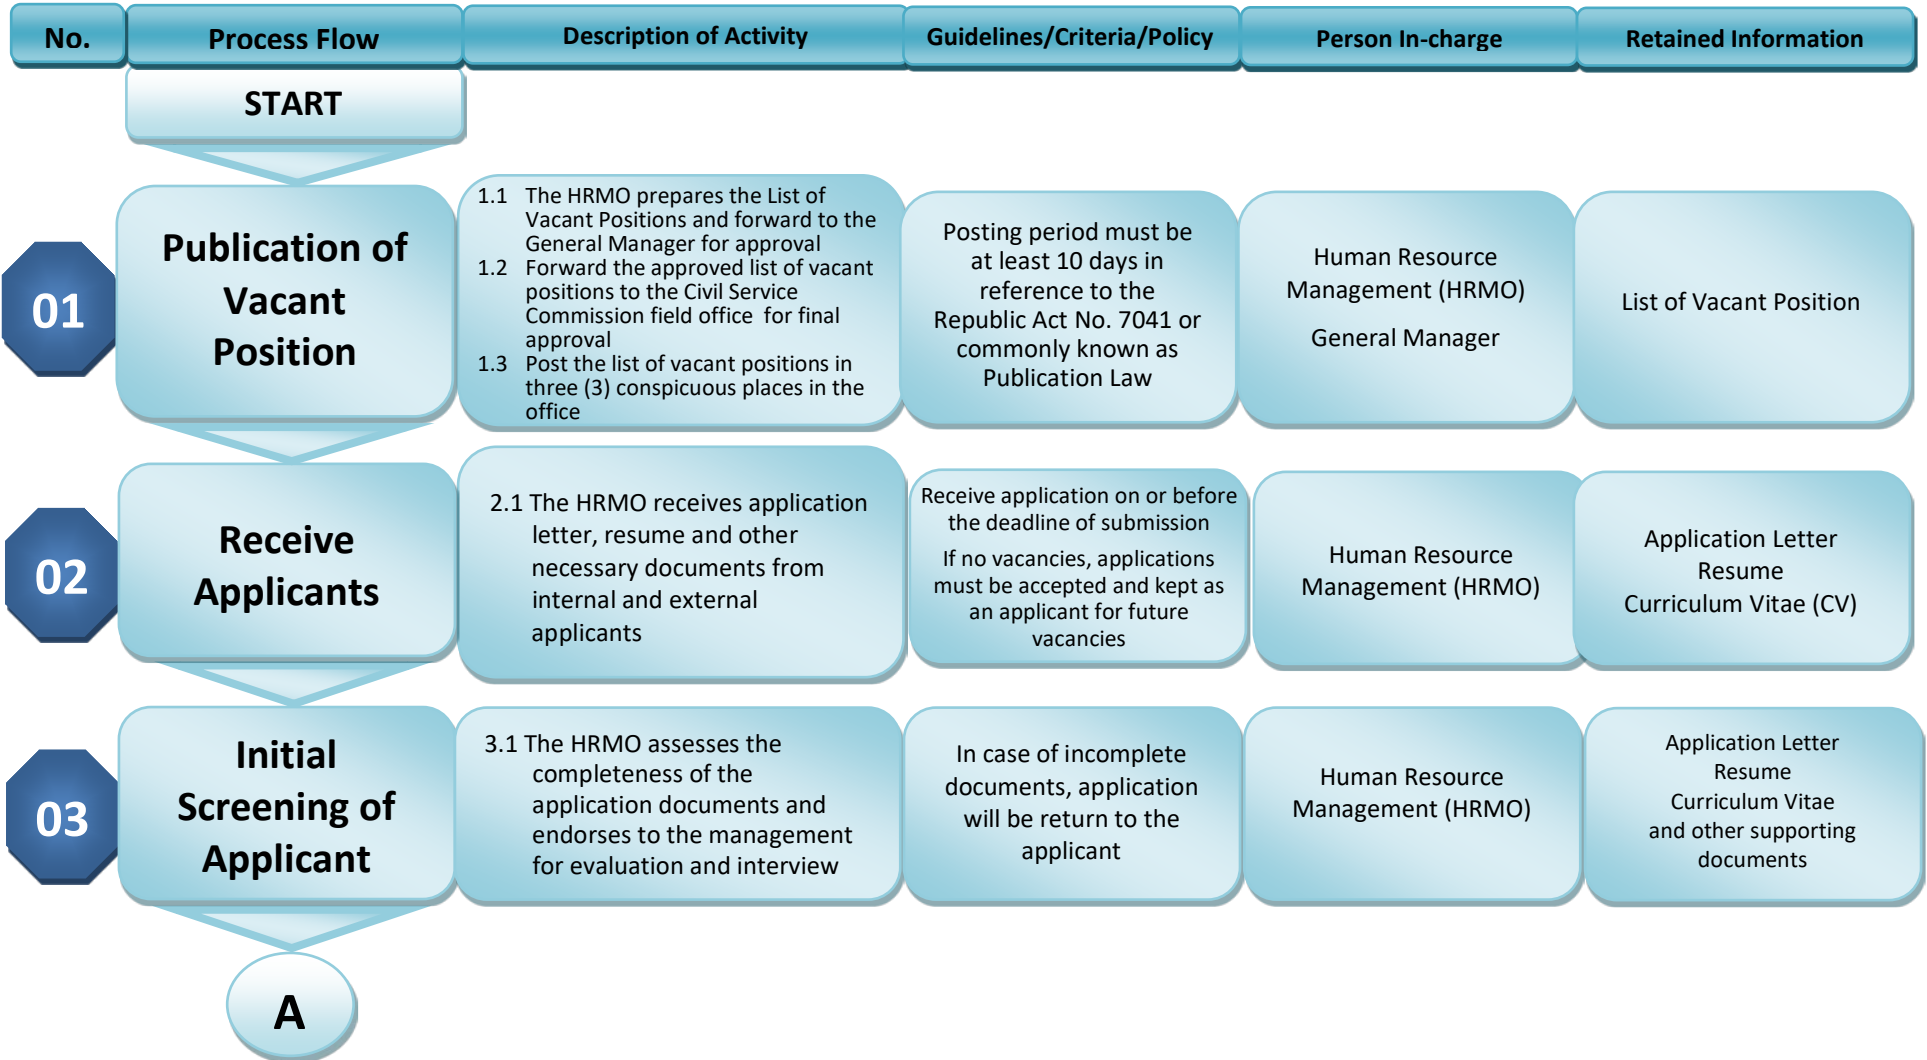 No.
Process Flow
Description of Activity
Guidelines/Criteria/Policy
Person In-charge
Retained Information
START
01
Publication of
Vacant
Position
1.1 The HRMO prepares the List of
Vacant Positions and forward to the
General Manager for approval
1.2 Forward the approved list of vacant
positions to the Civil Service
Commission field office for final
approval
1.3 Post the list of vacant positions in
three (3) conspicuous places in the
office
Posting period must be
at least 10 days in
reference to the
Republic Act No. 7041 or
commonly known as
Publication Law
Human Resource
Management (HRMO)
General Manager
List of Vacant Position
02
Receive
Applicants
2.1 The HRMO receives application
letter, resume and other
necessary documents from
internal and external
applicants
Receive application on or before
the deadline of submission
If no vacancies, applications
must be accepted and kept as
an applicant for future
vacancies
Human Resource
Management (HRMO)
Application Letter
Resume
Curriculum Vitae (CV)
03
Initial
Screening of
Applicant
3.1 The HRMO assesses the
completeness of the
application documents and
endorses to the management
for evaluation and interview
In case of incomplete
documents, application
will be return to the
applicant
Human Resource
Management (HRMO)
Application Letter
Resume
Curriculum Vitae
and other supporting
documents
A